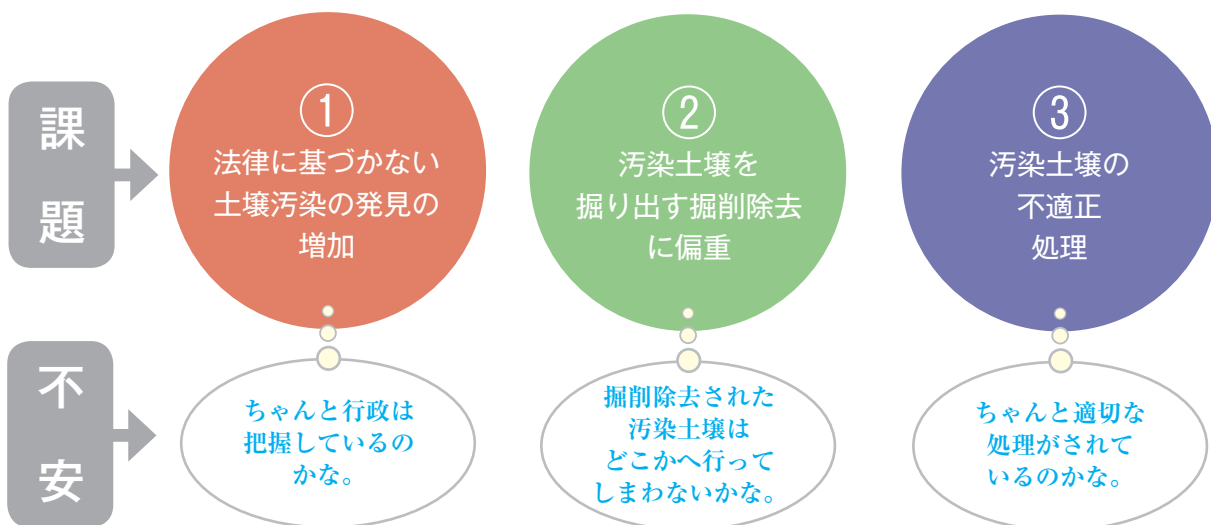 課
題
①
法律に基づかない
土壌汚染の発見の
増加
②
汚染土壌を
掘り出す掘削除去
に偏重
③
汚染土壌の
不適正
処理
不
安
ちゃんと行政は
把握しているの
かな。
掘削除去された
汚染土壌は
どこかへ行って
しまわないかな。
ちゃんと適切な
処理がされて
いるのかな。